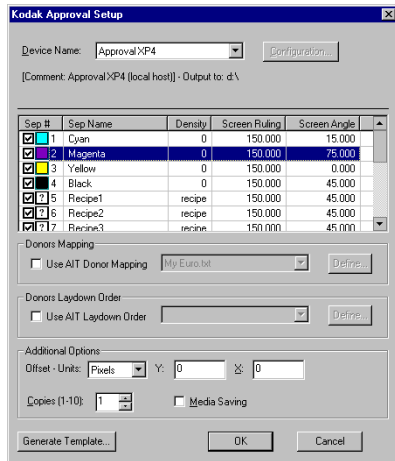 Kodak Approval Setup
Device Name: Approval XP4 Configuration...
[Comment: Approval XP4 (local host)] - Output to: d:\
Sep # Sep Name Density Screen Ruling Screen Angle
1 Cyan 0 150.000 15.000
2 Magenta 0 150.000 75.000
3 Yellow 0 150.000 0.000
4 Black 0 150.000 45.000
? 5 Recipe1 recipe 150.000 45.000
? 6 Recipe2 recipe 150.000 45.000
? 7 Recipe3 recipe 150.000 45.000
Donors Mapping
Use AIT Donor Mapping My Euro.txt Define...
Donors Laydown Order
Use AIT Laydown Order Define...
Additional Options
Offset - Units: Pixels Y: 0 X: 0
Copies (1-10): 1 Media Saving
Generate Template... OK Cancel